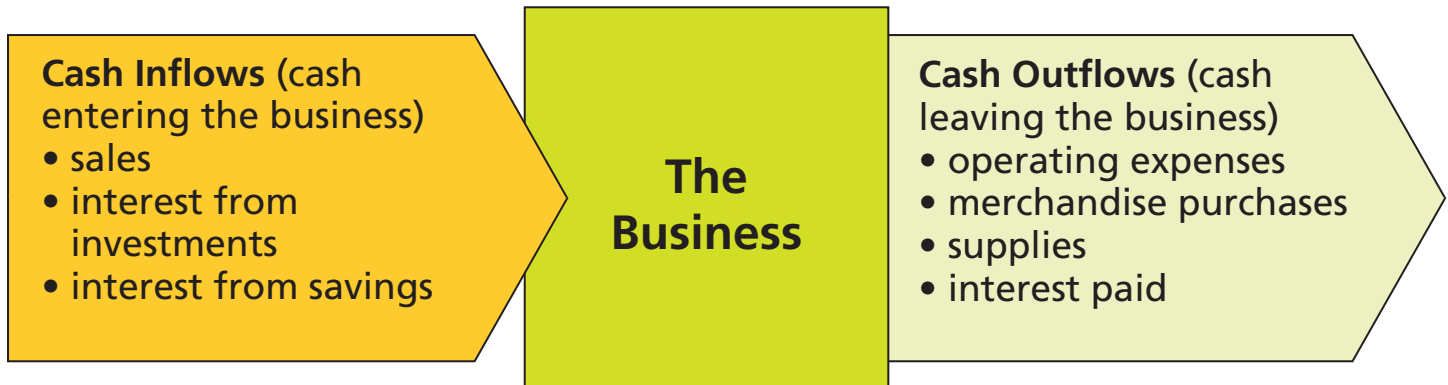 Cash Inflows (cash
entering the business)
• sales
• interest from
investments
• interest from savings
The
Business
Cash Outflows (cash
leaving the business)
• operating expenses
• merchandise purchases
• supplies
• interest paid